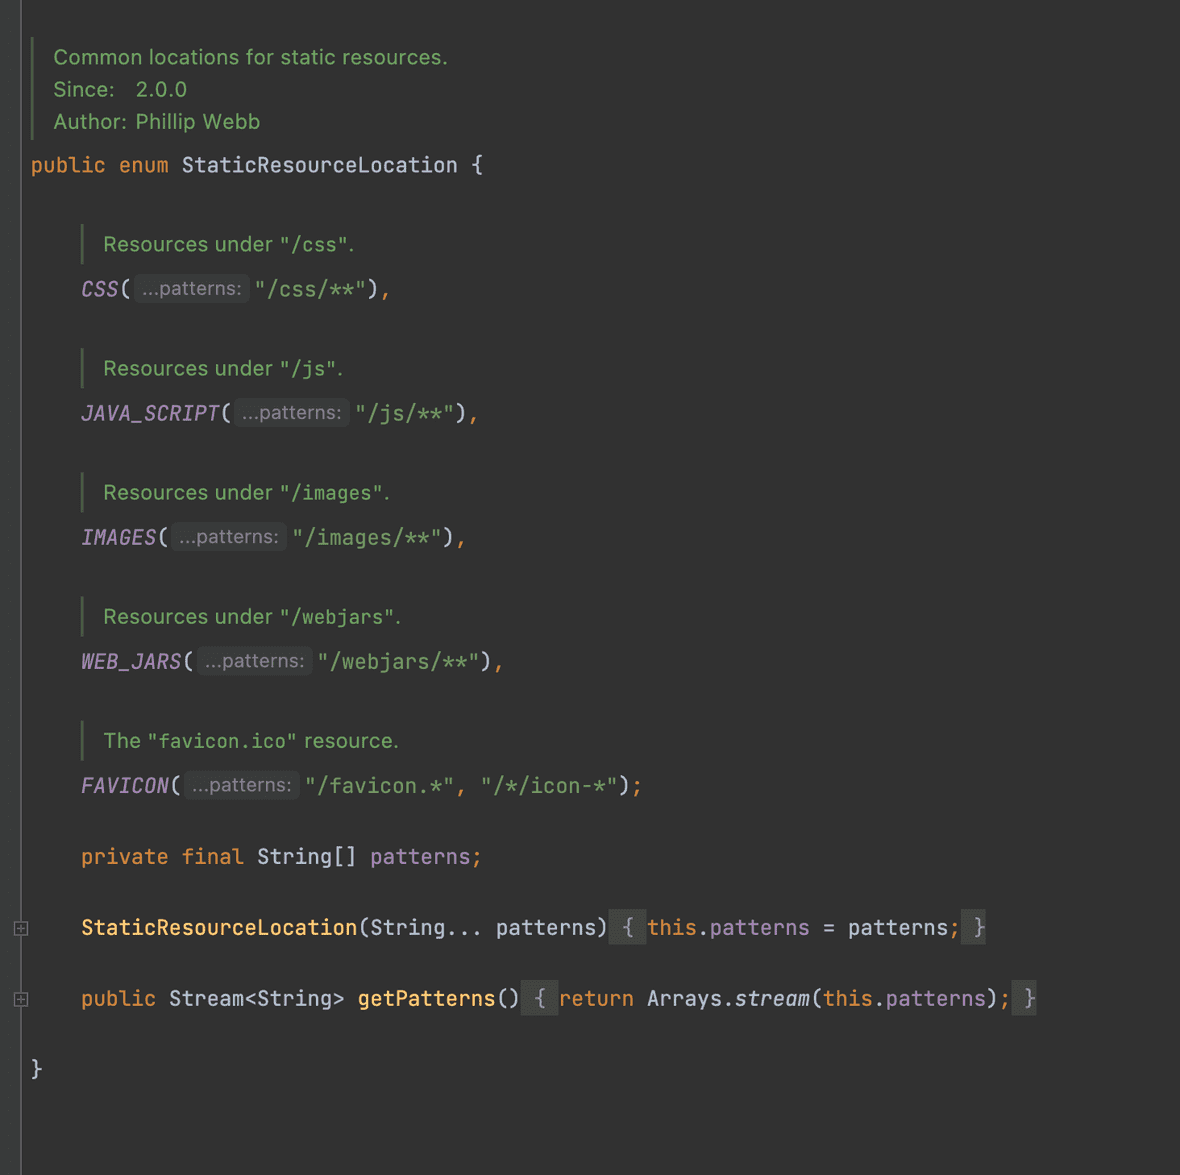 Common locations for static resources.
Since: 2.0.0
Author: Phillip Webb
public enum StaticResourceLocation {
Resources under "/css".
CSS( ...patterns: "/css/**"),
Resources under "/js".
JAVA_SCRIPT( ...patterns: "/js/**"),
Resources under "/images".
IMAGES( ...patterns: "/images/**"),
Resources under "/webjars".
WEB_JARS( ...patterns: "/webjars/**"),
The "favicon.ico" resource.
FAVICON( ...patterns: "/favicon.*", "/*/icon-*");
private final String[] patterns;
StaticResourceLocation(String... patterns) { this.patterns = patterns; }
public Stream<String> getPatterns() { return Arrays.stream(this.patterns); }
}